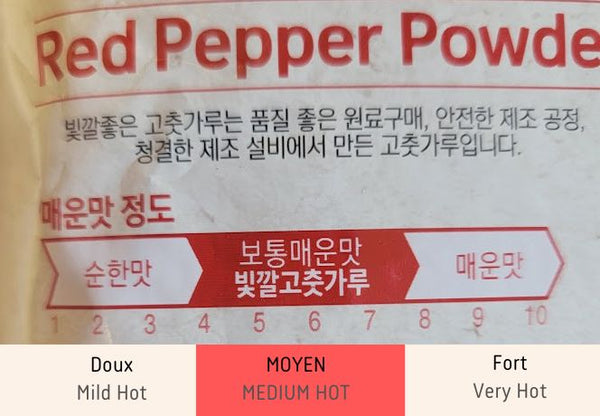 Red Pepper Powde
빛깔좋은 고춧가루는 품질 좋은 원료구매, 안전한 제조 공정,
청결한 제조 설비에서 만든 고춧가루입니다.
매운맛 정도
순한맛
보통매운맛
빛깔고춧가루
매운맛
1 2 3 4 5 6 7 8 9 10
Doux
Mild Hot
MOYEN
MEDIUM HOT
Fort
Very Hot